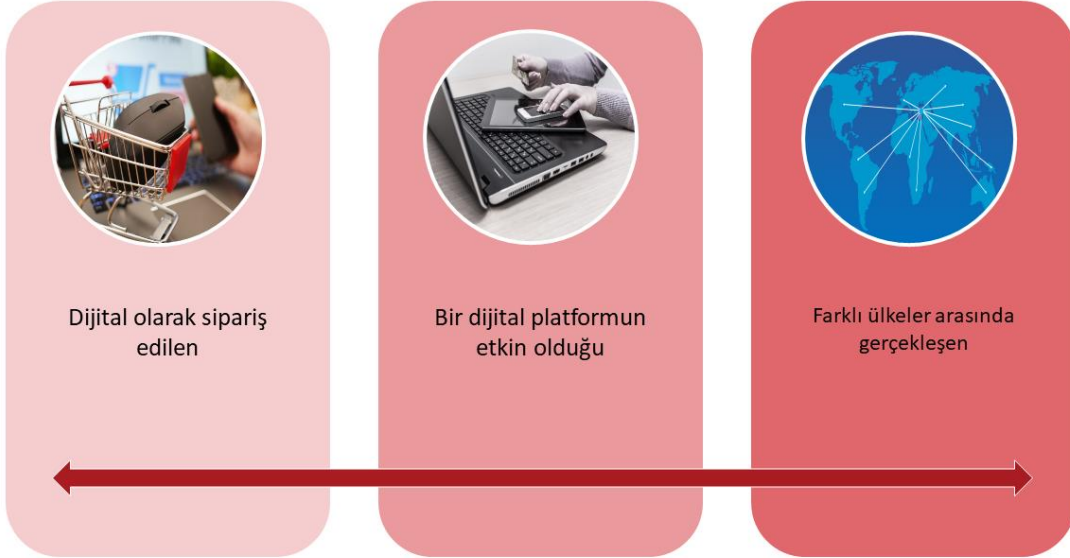 Dijital olarak sipariş
edilen
Bir dijital platformun
etkin olduğu
Farklı ülkeler arasında
gerçekleşen